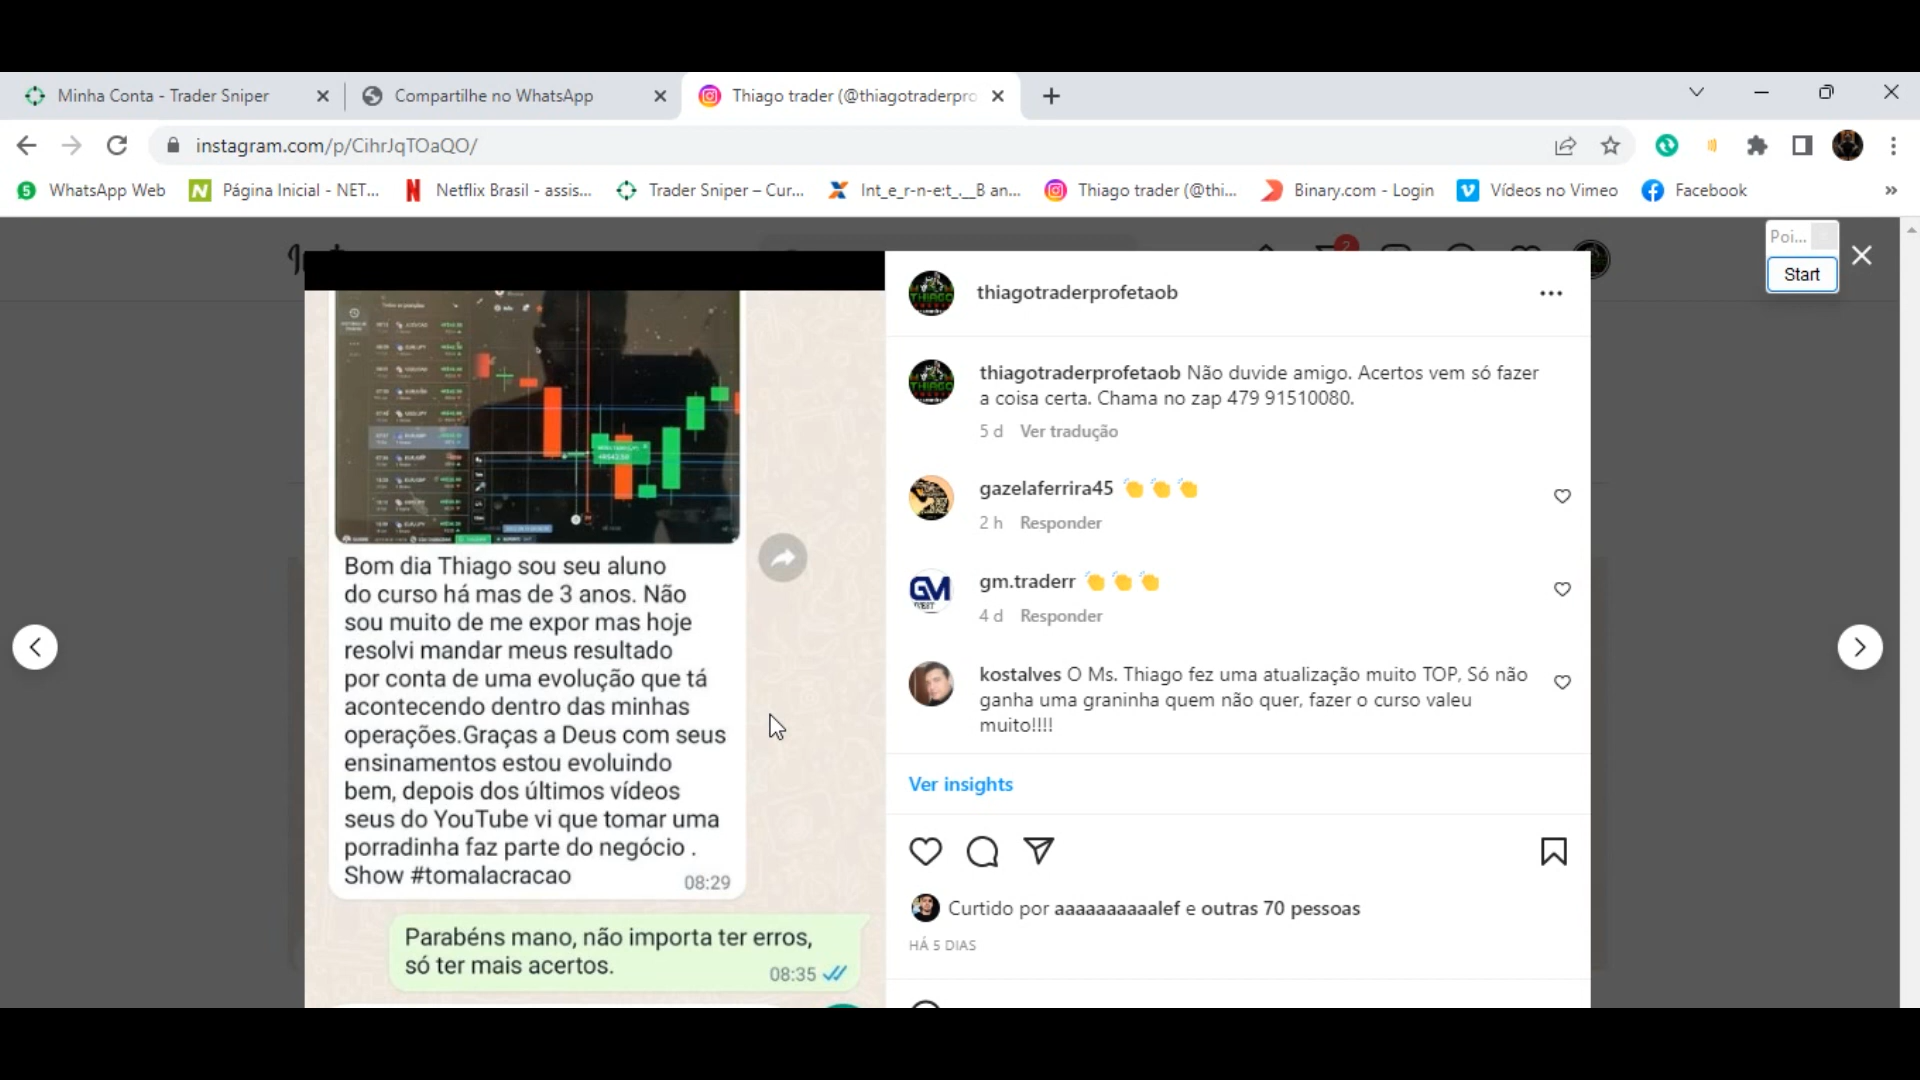 Minha Conta - Trader Sniper
Compartilhe no WhatsApp
Thiago trader (@thiagotraderpro
instagram.com/p/CihrJqTOaQO/
WhatsApp Web
Página Inicial - NET...
Netflix Brasil - assis...
Trader Sniper – Cur...
Int_e_r-n-e:t_.__B an...
Thiago trader (@thi...
Binary.com - Login
Vídeos no Vimeo
Facebook
»
2
Poi...
Start
thiagotraderprofetaob
thiagotraderprofetaob Não duvide amigo. Acertos vem só fazer
a coisa certa. Chama no zap 479 91510080.
5 d Ver tradução
gazelaferrira45 👏 👏 👏
2 h Responder
GM
gm.traderr 👏 👏 👏
4 d Responder
kostalves O Ms. Thiago fez uma atualização muito TOP, Só não
ganha uma graninha quem não quer, fazer o curso valeu
muito!!!!
Ver insights
Curtido por aaaaaaaaaalef e outras 70 pessoas
HÁ 5 DIAS
Bom dia Thiago sou seu aluno
do curso há mas de 3 anos. Não
sou muito de me expor mas hoje
resolvi mandar meus resultado
por conta de uma evolução que tá
acontecendo dentro das minhas
operações.Graças a Deus com seus
ensinamentos estou evoluindo
bem, depois dos últimos vídeos
seus do YouTube vi que tomar uma
porradinha faz parte do negócio .
Show #tomalacracao
08:29
Parabéns mano, não importa ter erros,
só ter mais acertos.
08:35